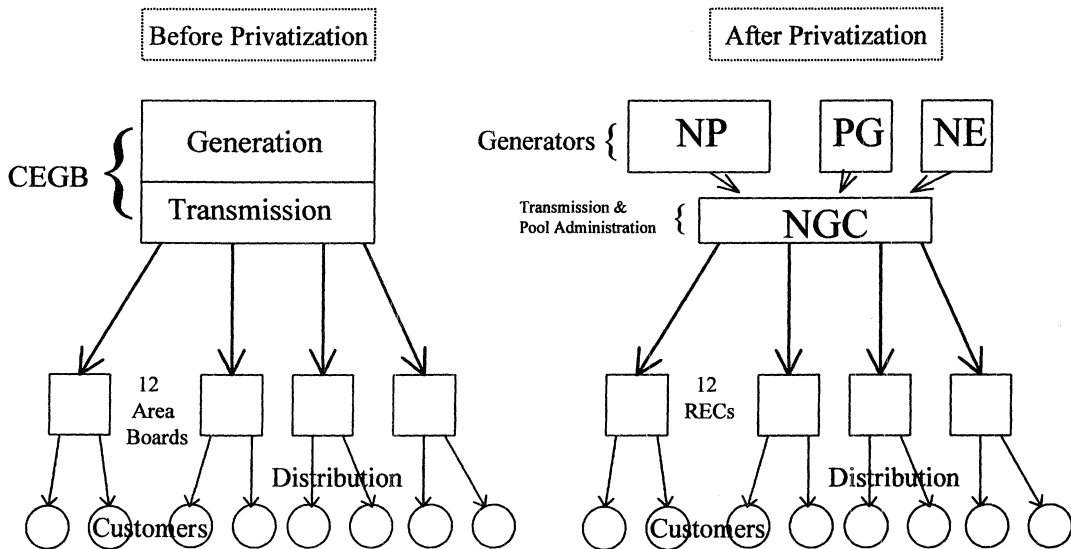 Before Privatization
Generation
CEGB
Transmission
12
Area
Boards
Distribution
Customers
After Privatization
Generators
NP
PG
NE
Transmission &
Pool Administration
NGC
12
RECs
Distribution
Customers